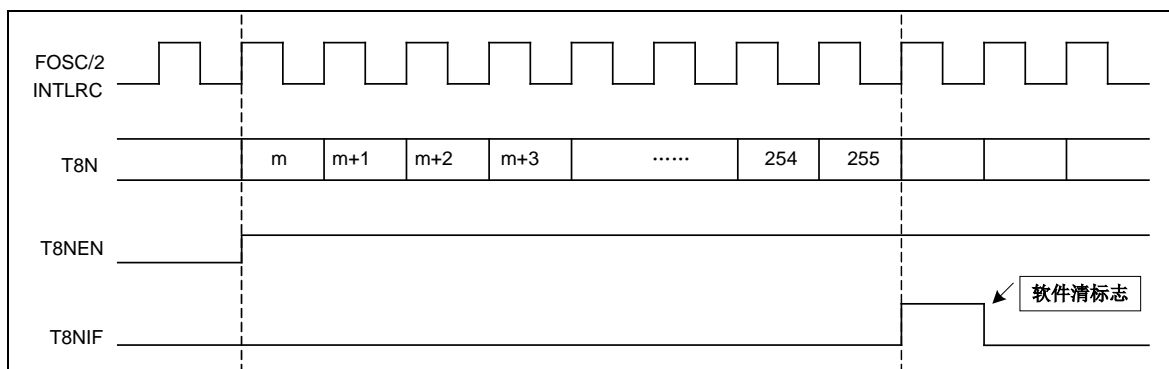 FOSC/2
INTLRC
T8N
m m+1 m+2 m+3 …… 254 255
T8NEN
软件清标志
T8NIF